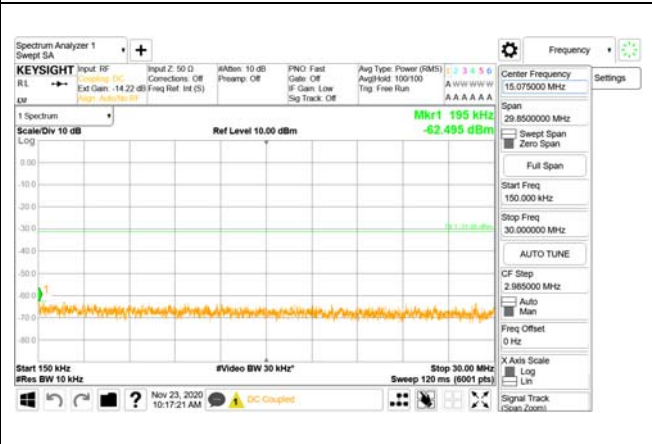 Spectrum Analyzer 1
Swept SA
+
Frequency
KEYSIGHT
RL
Input: RF
Coupling: DC
Ext Gain: -14.22 dB
Align: Auto/No RF
Input Z: 50 Ω
Corrections: Off
Freq Ref: Int (S)
#Atten: 10 dB
Preamp: Off
PNO: Fast
Gate: Off
IF Gain: Low
Sig Track: Off
Avg Type: Power (RMS)
Avg|Hold: 100/100
Trig: Free Run
1 2 3 4 5 6
A W W W W W
A A A A A A
1 Spectrum
Scale/Div 10 dB
Log
Ref Level 10.00 dBm
Mkr1 195 kHz
-62.495 dBm
0.00
-10.0
-20.0
-30.0
-40.0
-50.0
-60.0
-70.0
-80.0
1
Start 150 kHz
#Res BW 10 kHz
#Video BW 30 kHz*
Stop 30.00 MHz
Sweep 120 ms (6001 pts)
Nov 23, 2020
10:17:21 AM
DC Coupled
Center Frequency
15.075000 MHz
Settings
Span
29.8500000 MHz
Swept Span
Zero Span
Full Span
Start Freq
150.000 kHz
Stop Freq
30.000000 MHz
AUTO TUNE
CF Step
2.985000 MHz
Auto
Man
Freq Offset
0 Hz
X Axis Scale
Log
Lin
Signal Track
(Span Zoom)